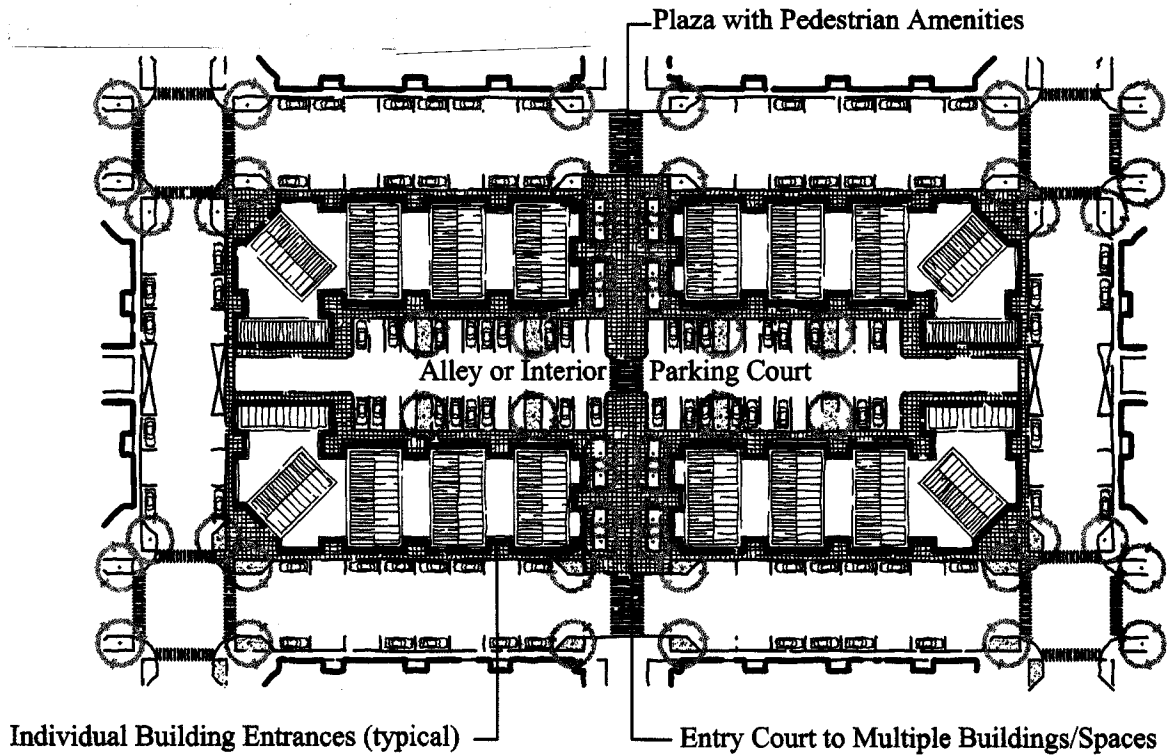 Plaza with Pedestrian Amenities
Alley or Interior Parking Court
Individual Building Entrances (typical)
Entry Court to Multiple Buildings/Spaces